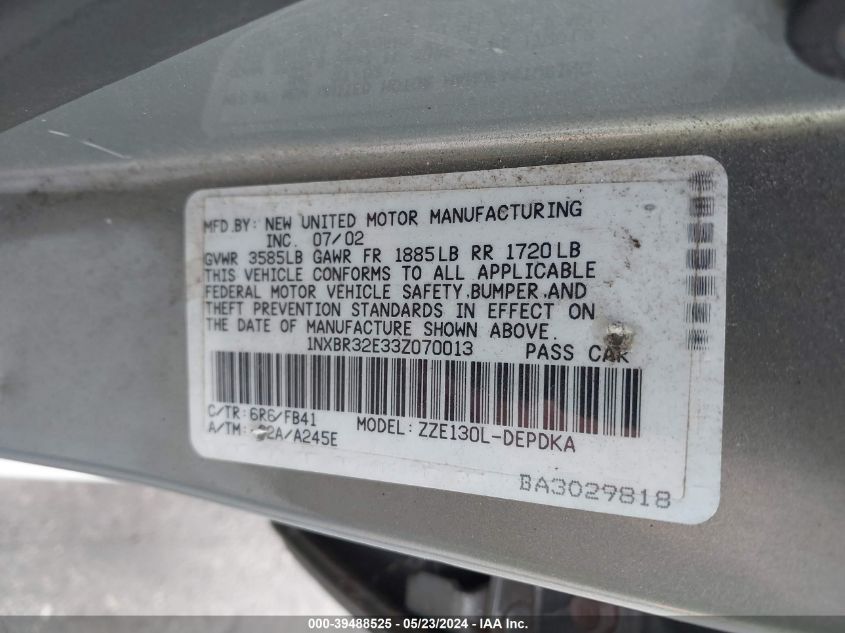 MFD.BY: NEW UNITED MOTOR MANUFACTURING
INC. 07/02
GVWR 3585LB GAWR FR 1885LB RR 1720LB
THIS VEHICLE CONFORMS TO ALL APPLICABLE
FEDERAL MOTOR VEHICLE SAFETY,BUMPER,AND
THEFT PREVENTION STANDARDS IN EFFECT ON
THE DATE OF MANUFACTURE SHOWN ABOVE.
1NXBR32E33Z070013 PASS CAR
C/TR: 6R6/FB41
A/TM: 2A/A245E MODEL: ZZE130L-DEPDKA
BA3029818
000-39488525 - 05/23/2024 - IAA Inc.